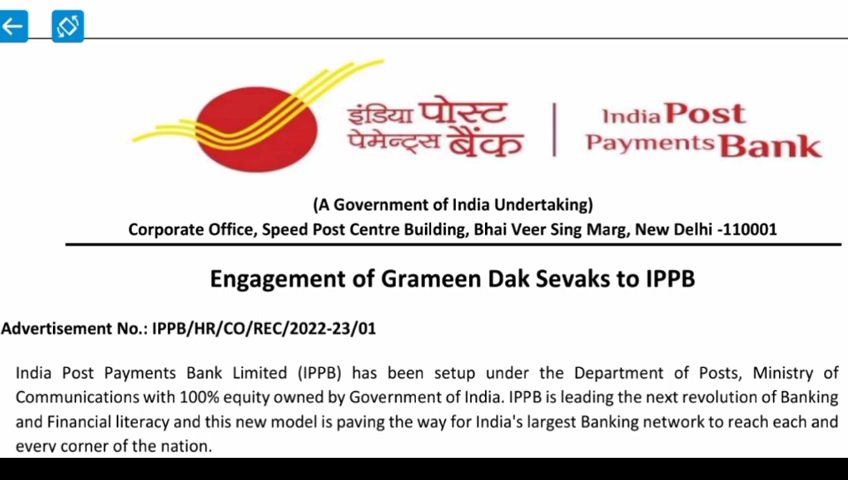 इंडिया पोस्ट
पेमेन्ट्स बैंक
India Post
Payments Bank
(A Government of India Undertaking)
Corporate Office, Speed Post Centre Building, Bhai Veer Sing Marg, New Delhi -110001
Engagement of Grameen Dak Sevaks to IPPB
Advertisement No.: IPPB/HR/CO/REC/2022-23/01
India Post Payments Bank Limited (IPPB) has been setup under the Department of Posts, Ministry of
Communications with 100% equity owned by Government of India. IPPB is leading the next revolution of Banking
and Financial literacy and this new model is paving the way for India's largest Banking network to reach each and
every corner of the nation.